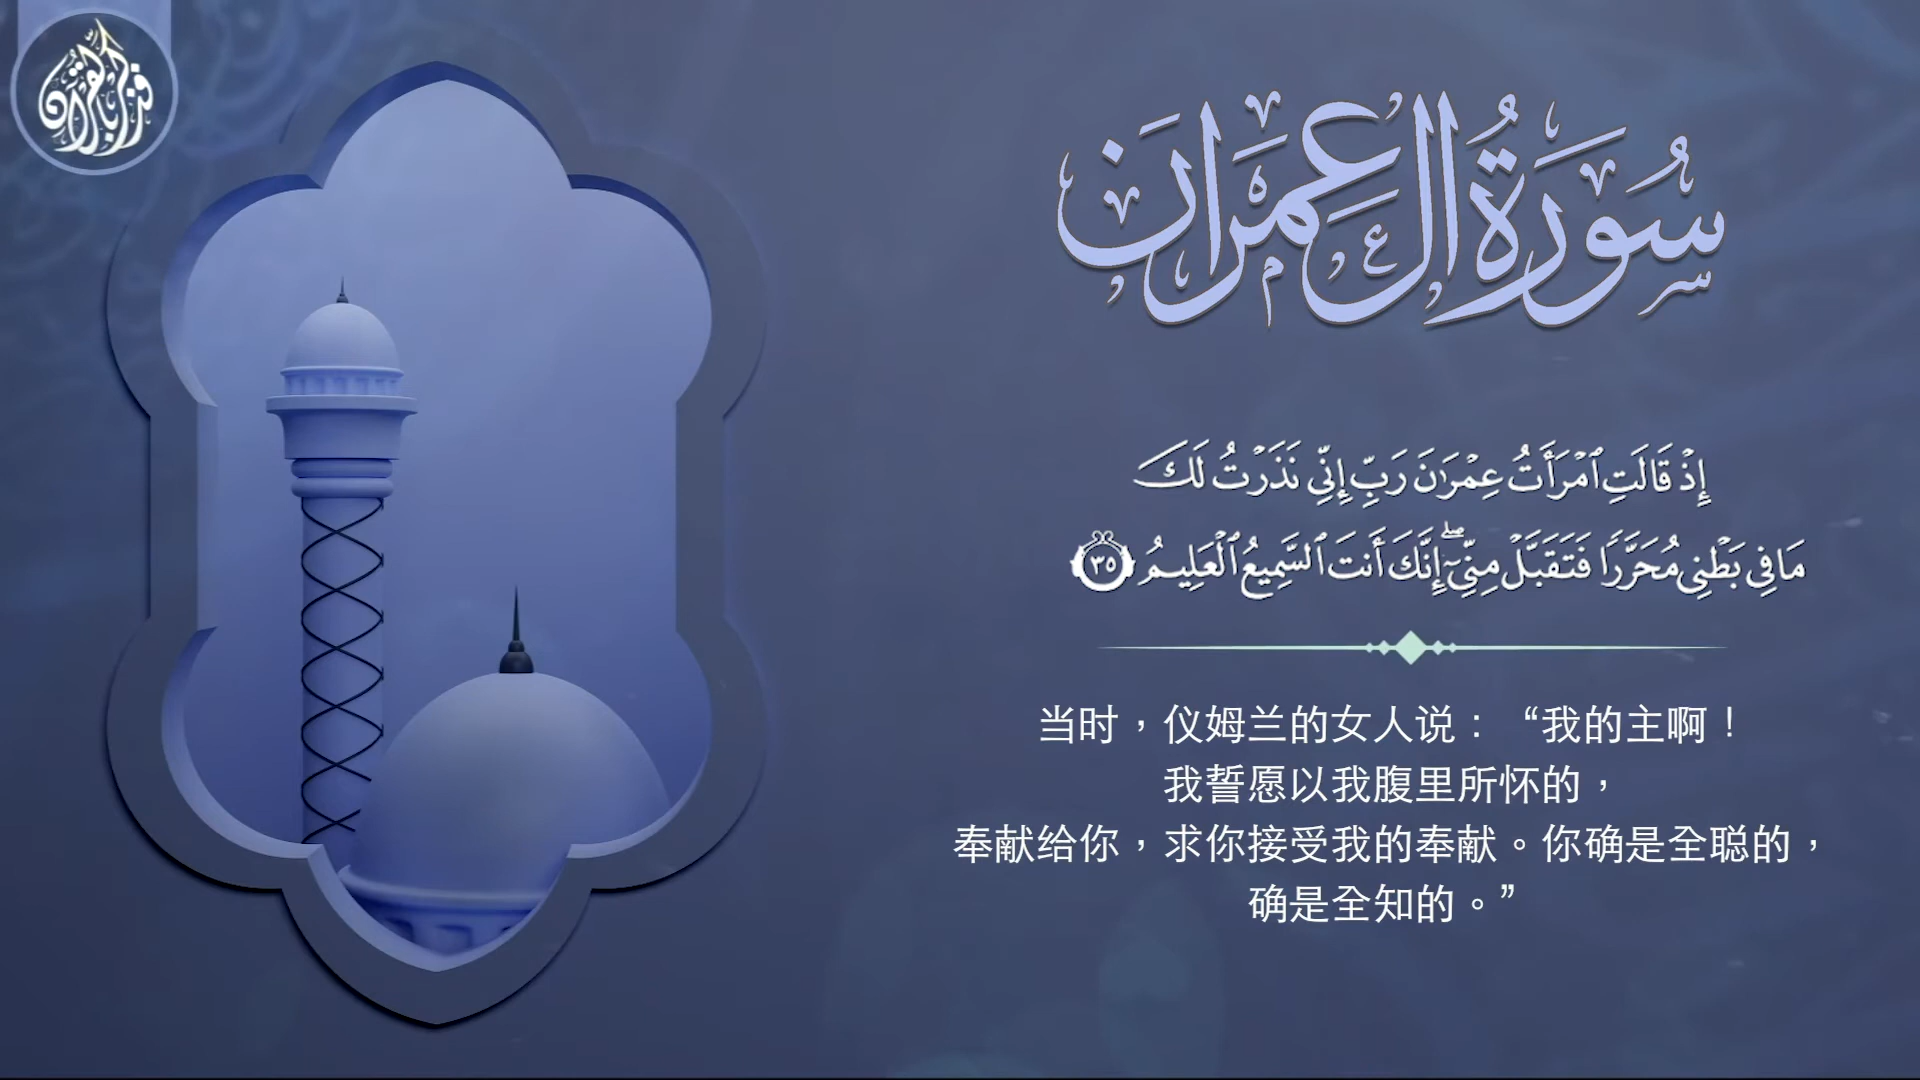 فذكر بالقرآن
سُورَةُ آلِ عِمْرَان
إِذْ قَالَتِ ٱمْرَأَتُ عِمْرَٰنَ رَبِّ إِنِّي نَذَرْتُ لَكَ
مَا فِي بَطْنِي مُحَرَّرًا فَتَقَبَّلْ مِنِّيٓۖ إِنَّكَ أَنتَ ٱلسَّمِيعُ ٱلْعَلِيمُ ٣٥
当时，仪姆兰的女人说：“我的主啊！
我誓愿以我腹里所怀的，
奉献给你，求你接受我的奉献。你确是全聪的，
确是全知的。”